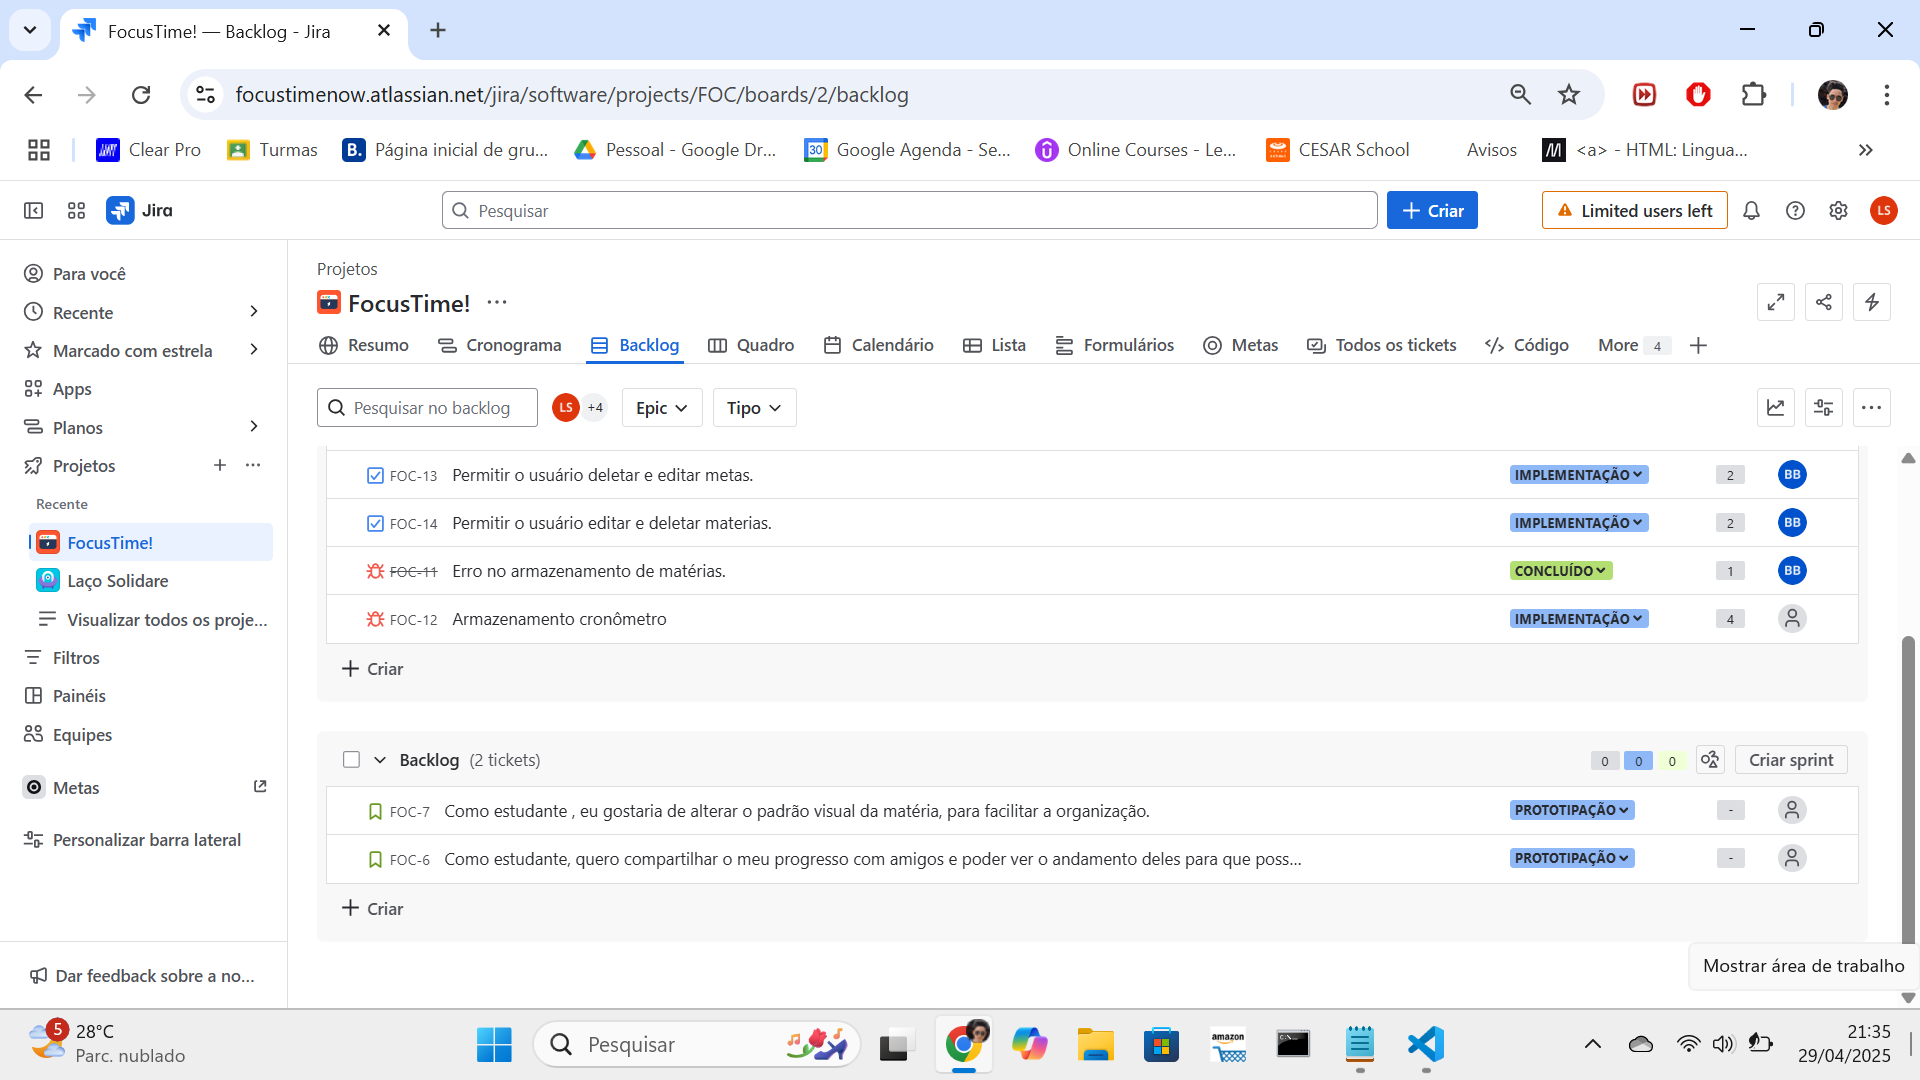 FocusTime! — Backlog - Jira
focustimenow.atlassian.net/jira/software/projects/FOC/boards/2/backlog
Clear Pro
Turmas
B. Página inicial de gru...
Pessoal - Google Dr...
30 Google Agenda - Se...
Online Courses - Le...
CESAR School
Avisos
<a> - HTML: Lingua...
Jira
Pesquisar
+ Criar
Limited users left
LS
Para você
Recente
Marcado com estrela
Apps
Planos
Projetos
Recente
FocusTime!
Laço Solidare
Visualizar todos os proje...
Filtros
Painéis
Equipes
Metas
Personalizar barra lateral
Dar feedback sobre a no...
Projetos
FocusTime!
Resumo Cronograma Backlog Quadro Calendário Lista Formulários Metas Todos os tickets Código More 4
Pesquisar no backlog LS +4 Epic Tipo
FOC-13 Permitir o usuário deletar e editar metas. IMPLEMENTAÇÃO 2 BB
FOC-14 Permitir o usuário editar e deletar materias. IMPLEMENTAÇÃO 2 BB
FOC-11 Erro no armazenamento de matérias. CONCLUÍDO 1 BB
FOC-12 Armazenamento cronômetro IMPLEMENTAÇÃO 4
+ Criar
Backlog (2 tickets) 0 0 0 Criar sprint
FOC-7 Como estudante , eu gostaria de alterar o padrão visual da matéria, para facilitar a organização. PROTOTIPAÇÃO -
FOC-6 Como estudante, quero compartilhar o meu progresso com amigos e poder ver o andamento deles para que poss... PROTOTIPAÇÃO -
+ Criar
Mostrar área de trabalho
5 28°C
Parc. nublado
Pesquisar
amazon
21:35
29/04/2025